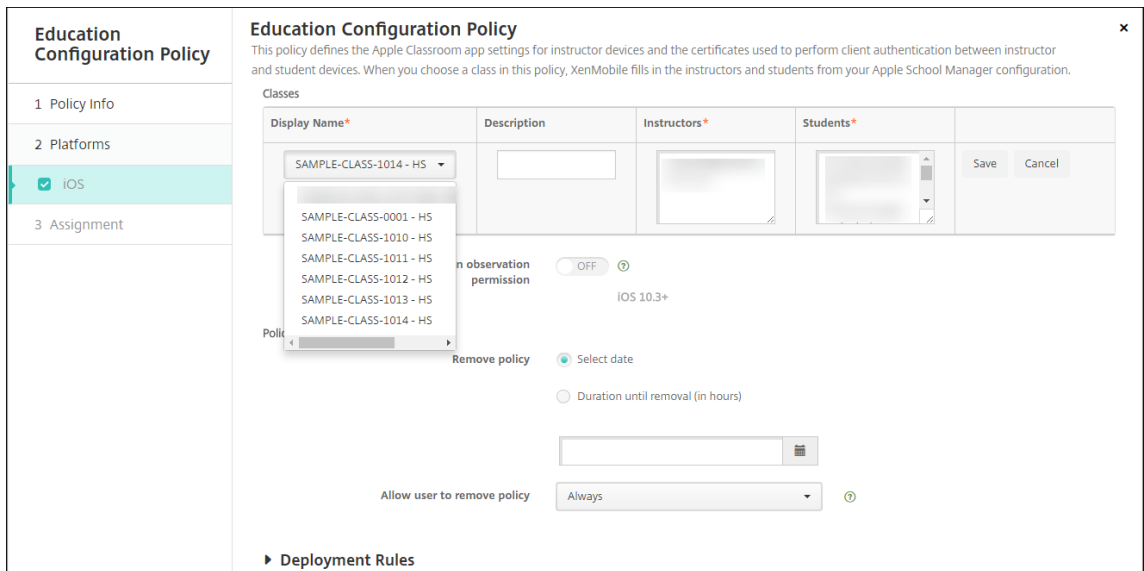 Education
Configuration Policy
1 Policy Info
2 Platforms
iOS
3 Assignment
Education Configuration Policy
×
This policy defines the Apple Classroom app settings for instructor devices and the certificates used to perform client authentication between instructor
and student devices. When you choose a class in this policy, XenMobile fills in the instructors and students from your Apple School Manager configuration.
Classes
Display Name* Description Instructors* Students*
SAMPLE-CLASS-1014 - HS Save Cancel
SAMPLE-CLASS-0001 - HS
SAMPLE-CLASS-1010 - HS
SAMPLE-CLASS-1011 - HS
SAMPLE-CLASS-1012 - HS
SAMPLE-CLASS-1013 - HS
SAMPLE-CLASS-1014 - HS
n observation
permission
OFF
iOS 10.3+
Polic
Remove policy Select date
Duration until removal (in hours)
Allow user to remove policy Always
Deployment Rules